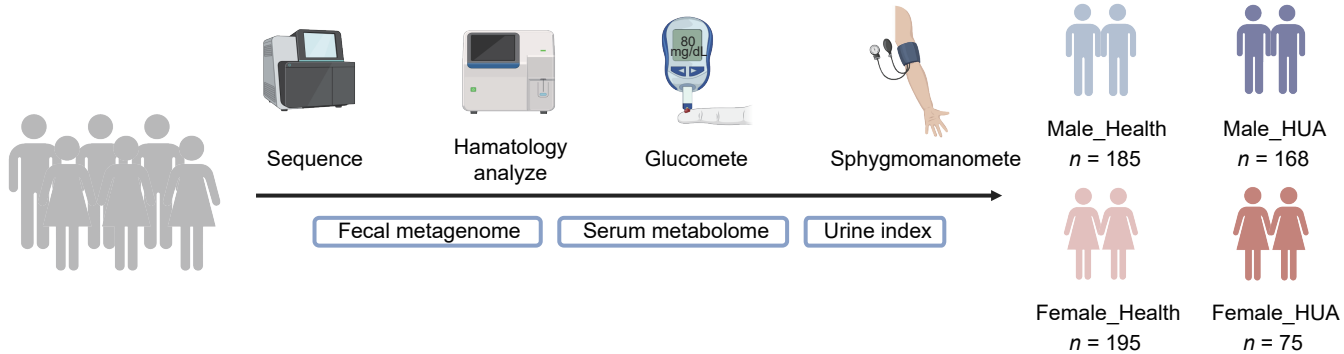 80
mg/dL
Sequence
Hamatology
analyze
Glucomete
Sphygmomanomete
Fecal metagenome
Serum metabolome
Urine index
Male_Health
n = 185
Male_HUA
n = 168
Female_Health
n = 195
Female_HUA
n = 75